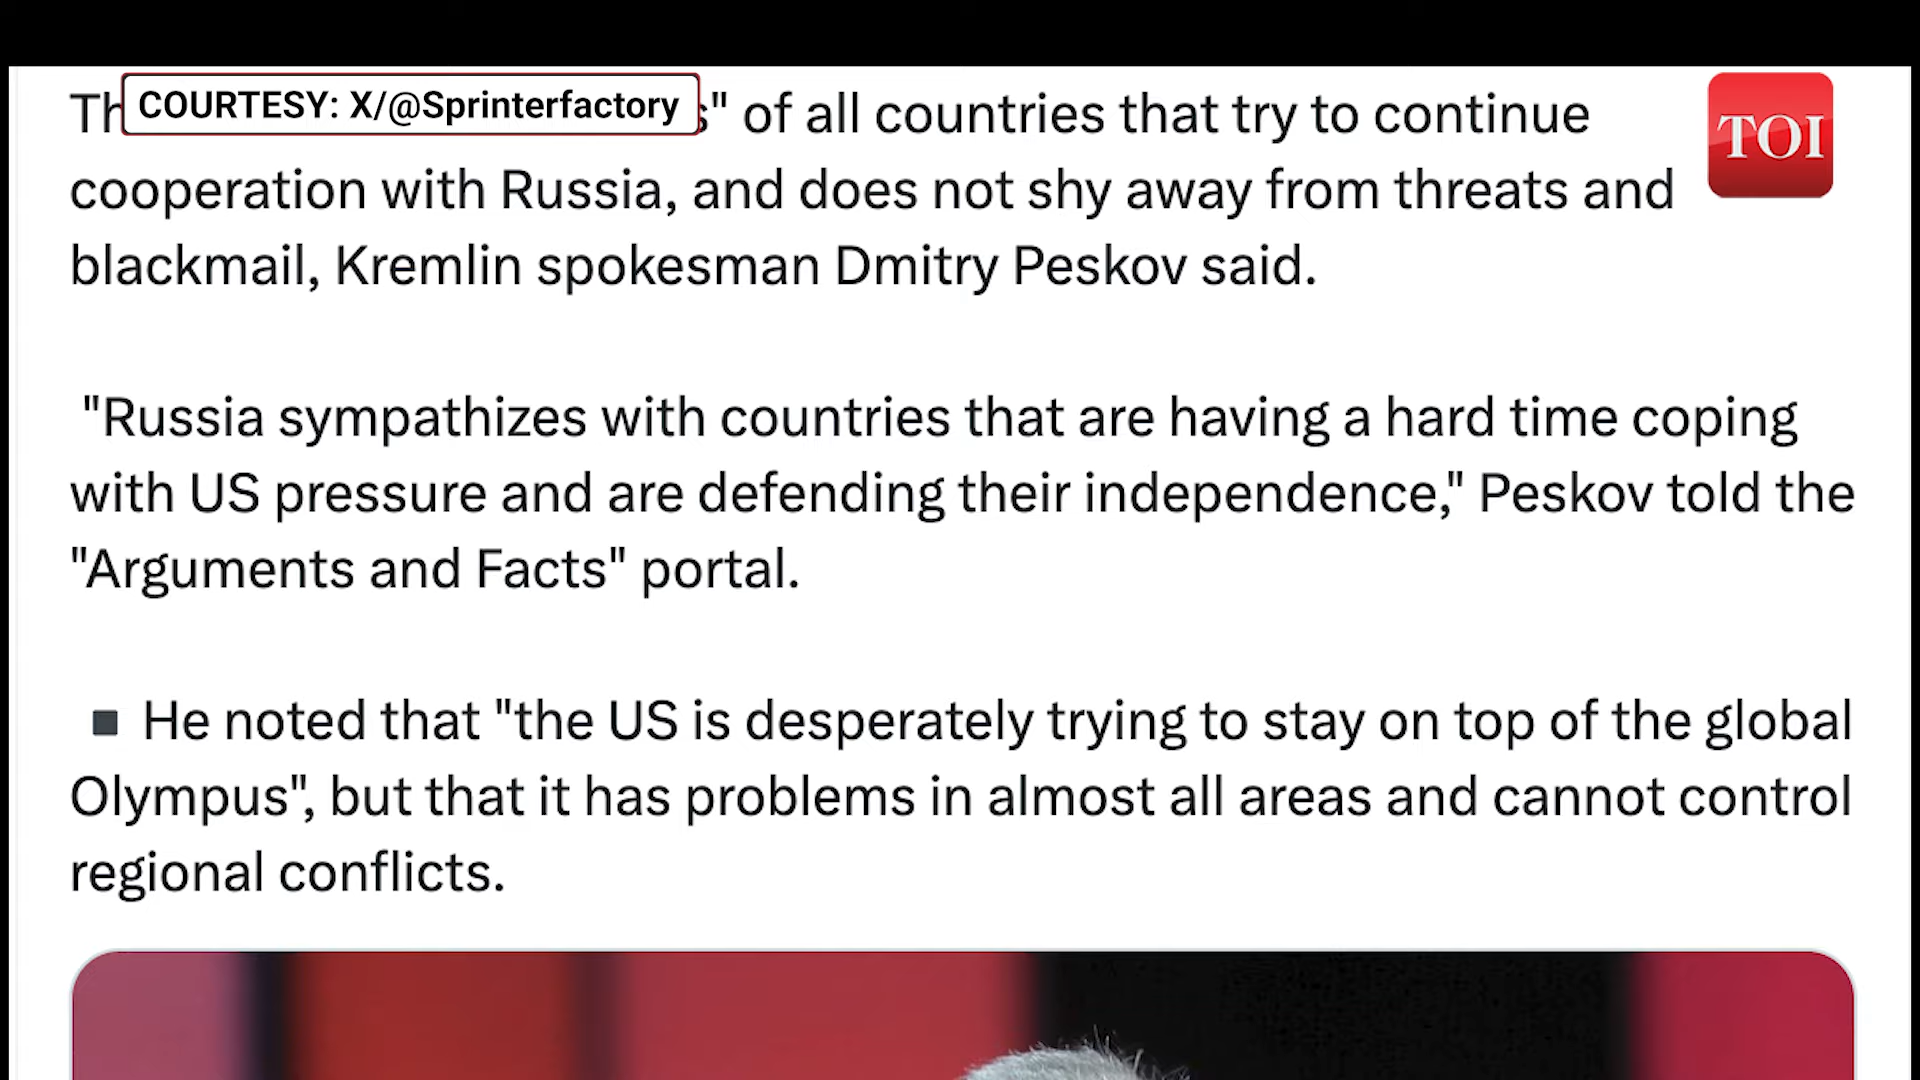 COURTESY: X/@Sprinterfactory
TOI
of all countries that try to continue
cooperation with Russia, and does not shy away from threats and
blackmail, Kremlin spokesman Dmitry Peskov said.
"Russia sympathizes with countries that are having a hard time coping
with US pressure and are defending their independence," Peskov told the
"Arguments and Facts" portal.
◾ He noted that "the US is desperately trying to stay on top of the global
Olympus", but that it has problems in almost all areas and cannot control
regional conflicts.